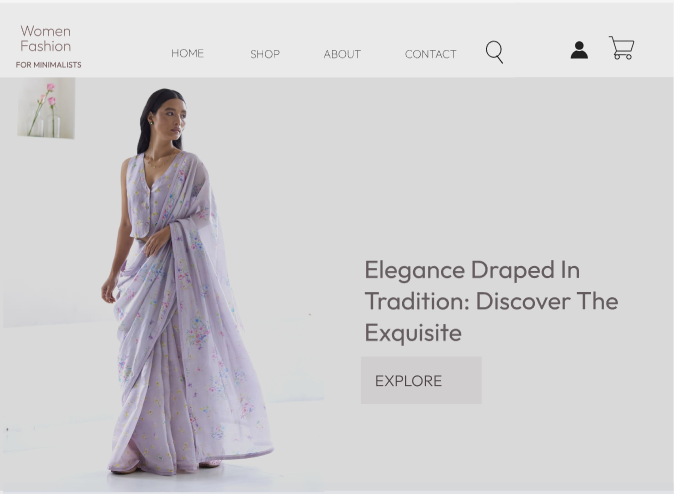 Women
Fashion
FOR MINIMALISTS
HOME SHOP ABOUT CONTACT
Elegance Draped In
Tradition: Discover The
Exquisite
EXPLORE